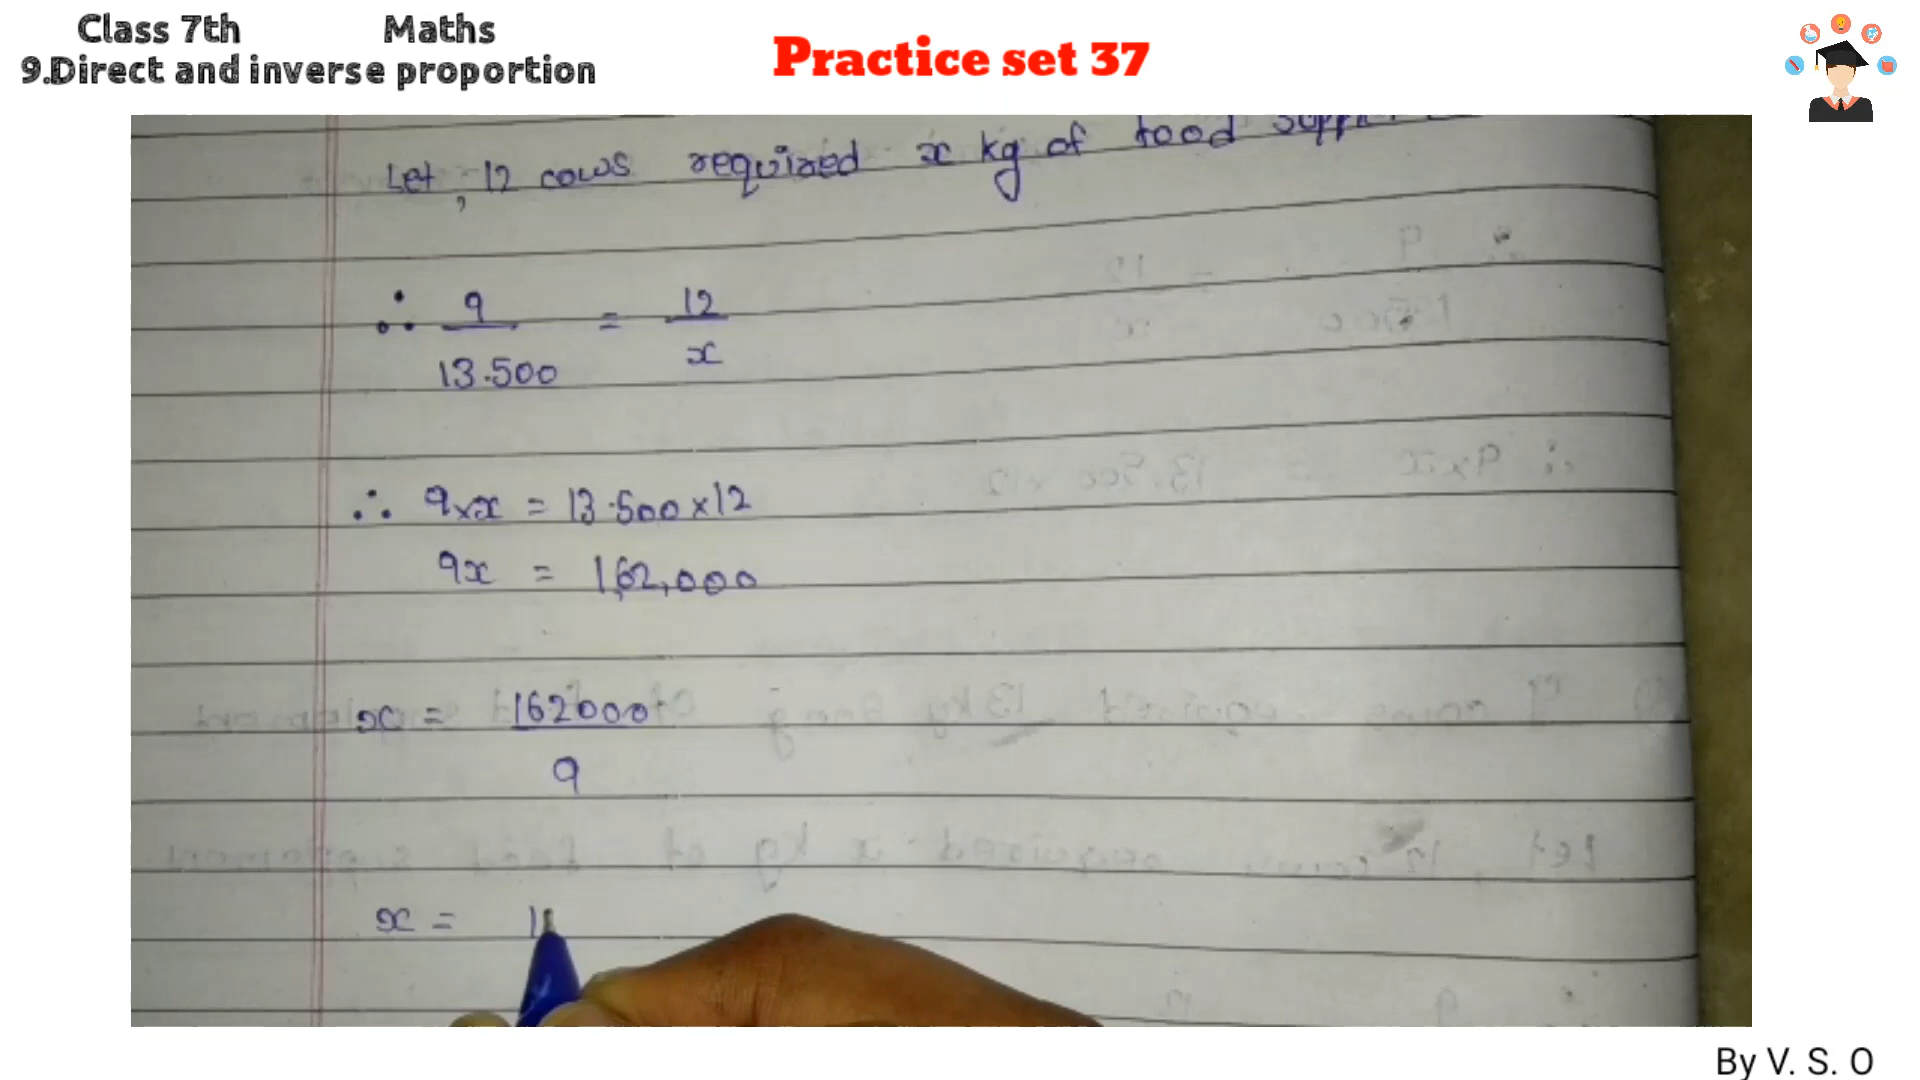 Class 7th Maths
9.Direct and inverse proportion
Practice set 37
Let, 12 cows required x kg of food
∴ 9/13.500 = 12/x
∴ 9×x = 13.500×12
9x = 162,000
x = 162000/9
x = 1
By V. S. O